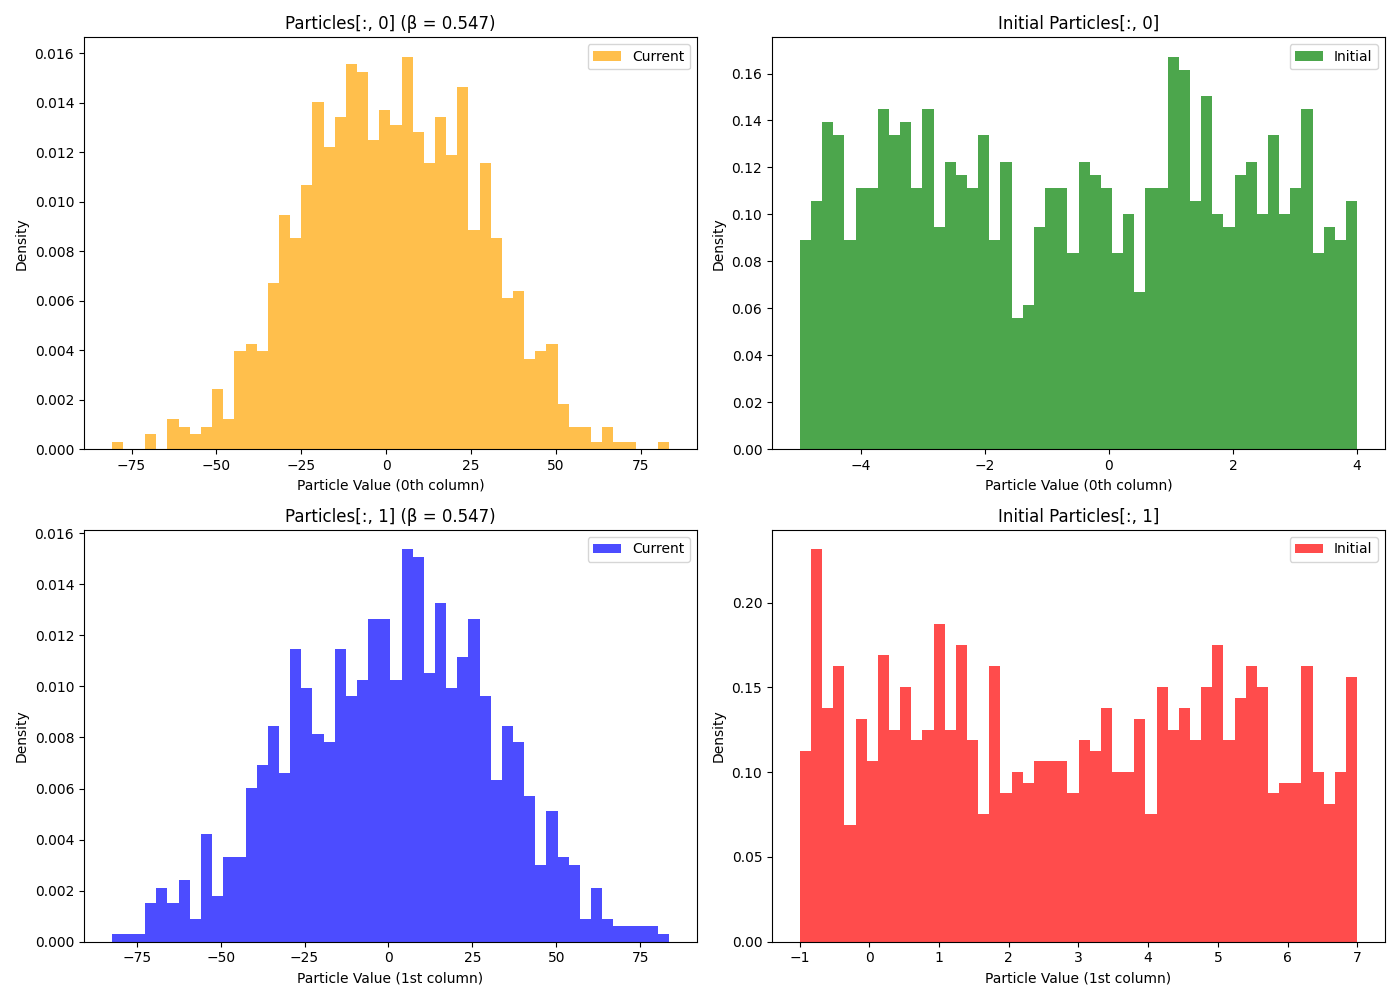 Particles[:, 0] (β = 0.547)
Density
0.016
0.014
0.012
0.010
0.008
0.006
0.004
0.002
0.000
Current
−75 −50 −25 0 25 50 75
Particle Value (0th column)
Initial Particles[:, 0]
Density
0.16
0.14
0.12
0.10
0.08
0.06
0.04
0.02
0.00
Initial
−4 −2 0 2 4
Particle Value (0th column)
Particles[:, 1] (β = 0.547)
Density
0.016
0.014
0.012
0.010
0.008
0.006
0.004
0.002
0.000
Current
−75 −50 −25 0 25 50 75
Particle Value (1st column)
Initial Particles[:, 1]
Density
0.20
0.15
0.10
0.05
0.00
Initial
−1 0 1 2 3 4 5 6 7
Particle Value (1st column)